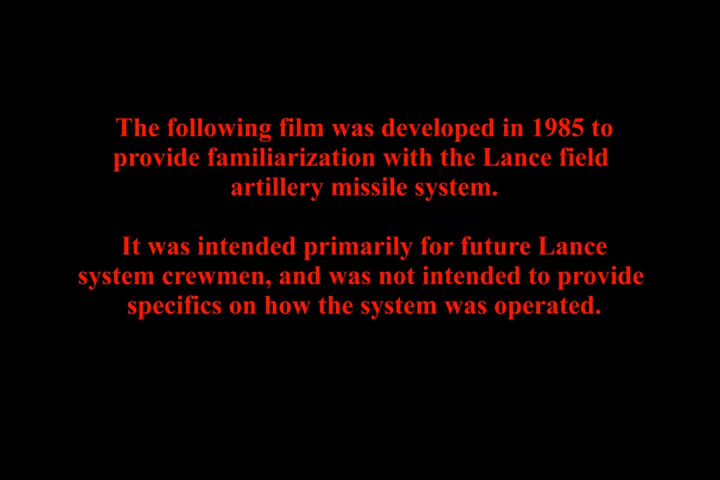 The following film was developed in 1985 to
provide familiarization with the Lance field
artillery missile system.
It was intended primarily for future Lance
system crewmen, and was not intended to provide
specifics on how the system was operated.